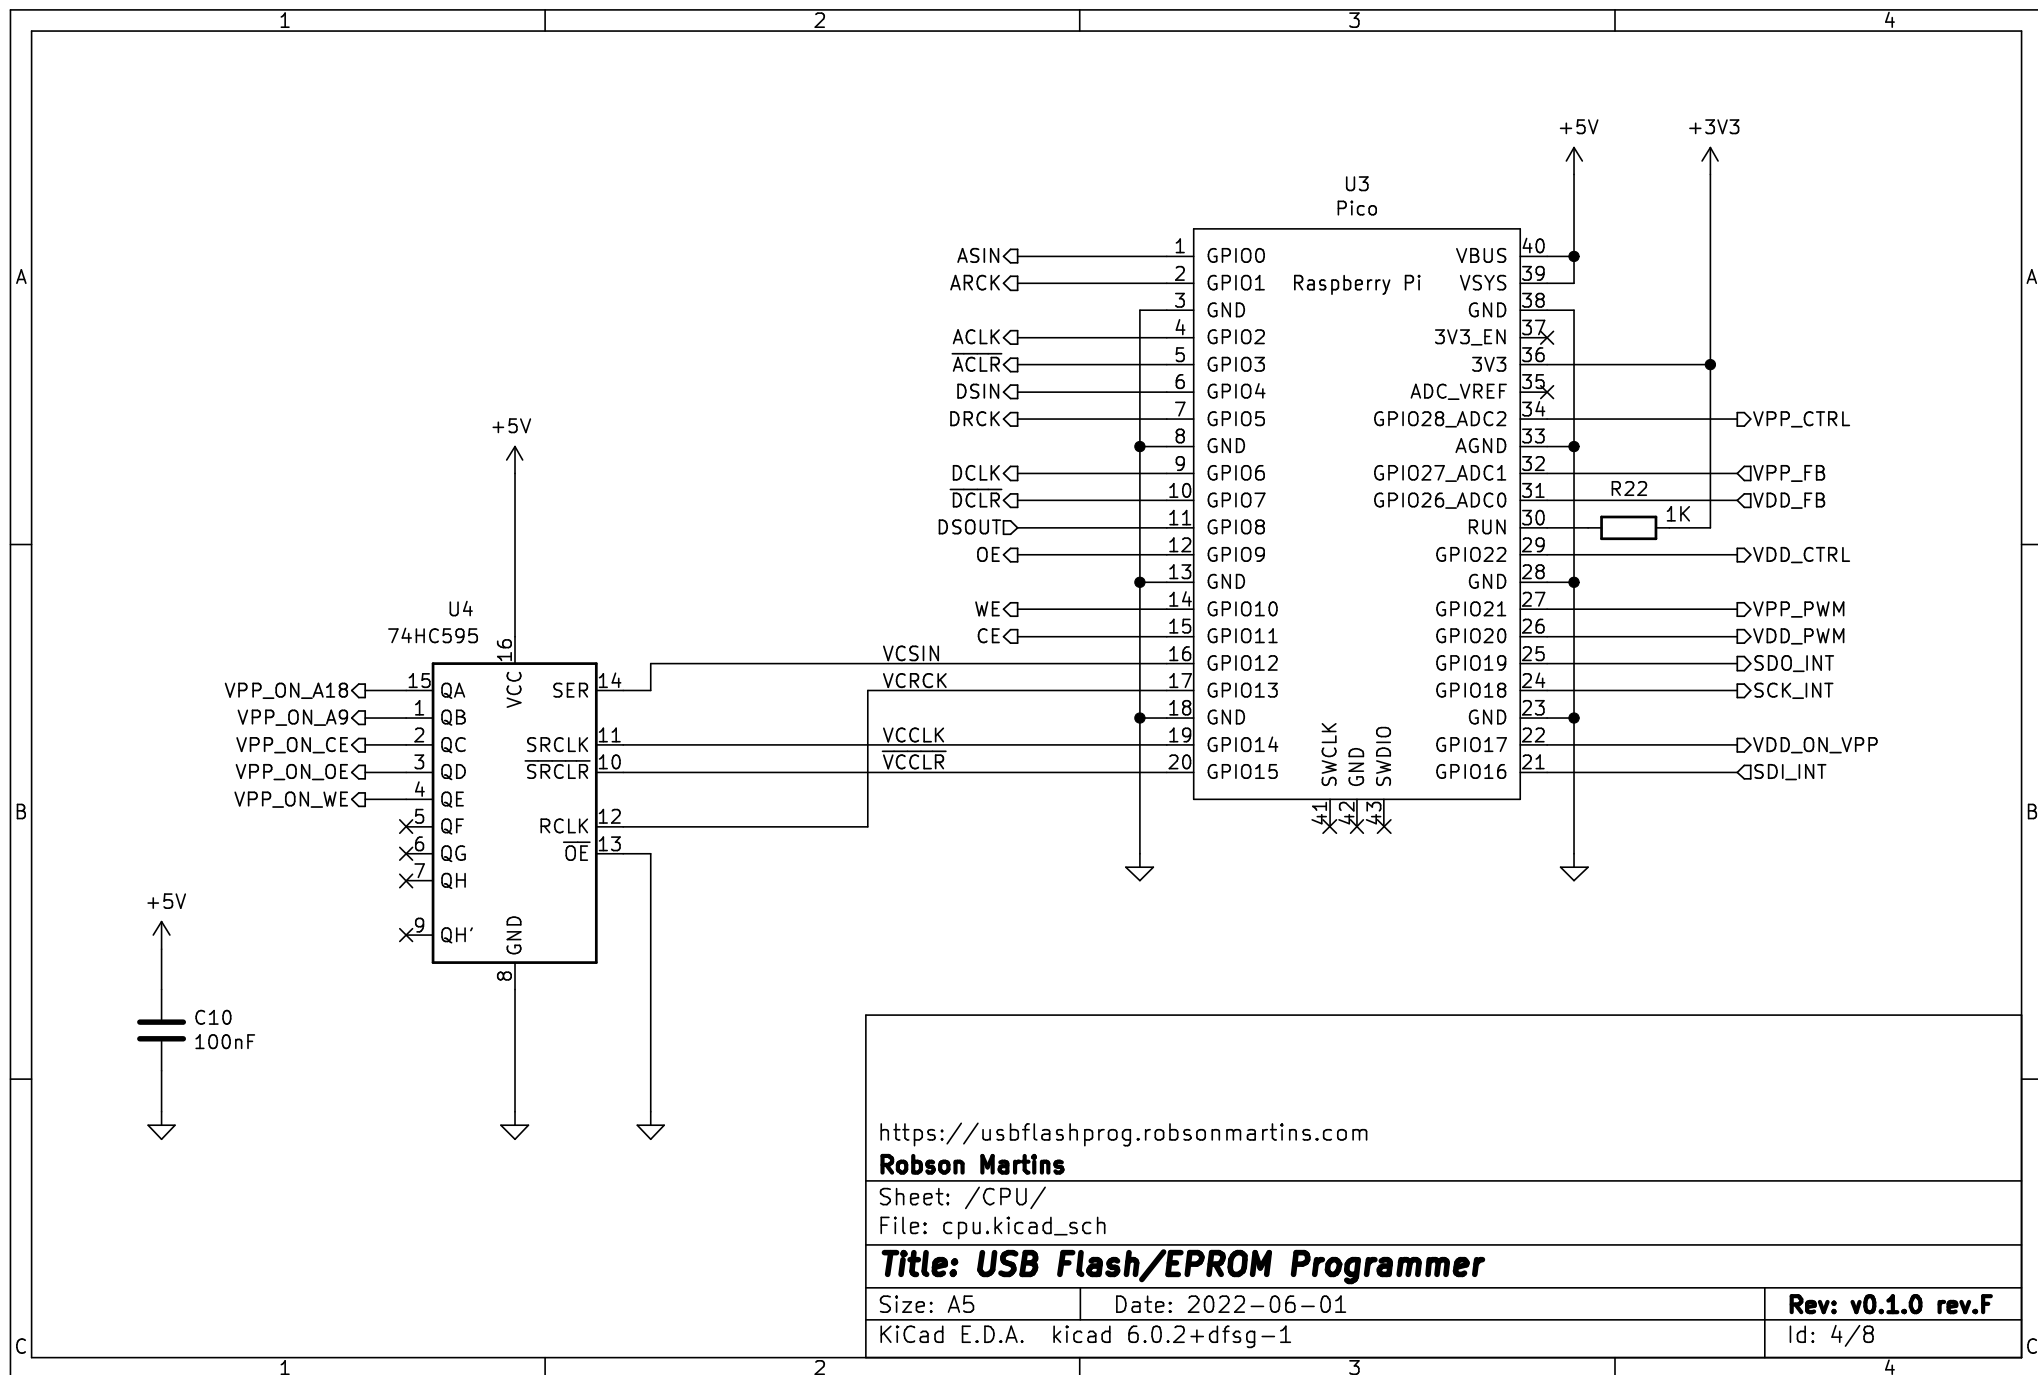 1 2 3 4
+5V +3V3
U3
Pico
ASIN 1 GPIO0 VBUS 40
A ARCK 2 GPIO1 Raspberry Pi VSYS 39 A
3 GND GND 38
ACLK 4 GPIO2 3V3_EN 37
ACLR 5 GPIO3 3V3 36
DSIN 6 GPIO4 ADC_VREF 35
DRCK 7 GPIO5 GPIO28_ADC2 34 VPP_CTRL
+5V 8 GND AGND 33
DCLK 9 GPIO6 GPIO27_ADC1 32 VPP_FB
DCLR 10 GPIO7 GPIO26_ADC0 31 R22 VDD_FB
DSOUT 11 GPIO8 RUN 30 1K
OE 12 GPIO9 GPIO22 29 VDD_CTRL
13 GND GND 28
U4 WE 14 GPIO10 GPIO21 27 VPP_PWM
74HC595 16 CE 15 GPIO11 GPIO20 26 VDD_PWM
VCSIN 16 GPIO12 GPIO19 25 SDO_INT
VPP_ON_A18 15 QA VCC SER 14 VCRCK 17 GPIO13 GPIO18 24 SCK_INT
VPP_ON_A9 1 QB 18 GND GND 23
VPP_ON_CE 2 QC SRCLK 11 VCCLK 19 GPIO14 GPIO17 22 VDD_ON_VPP
VPP_ON_OE 3 QD SRCLR 10 VCCLR 20 GPIO15 SWCLK GND SWDIO GPIO16 21 SDI_INT
B VPP_ON_WE 4 QE 41 42 43 B
5 QF RCLK 12
6 QG OE 13
7 QH
+5V
9 QH' GND
8
C10
100nF
https://usbflashprog.robsonmartins.com
Robson Martins
Sheet: /CPU/
File: cpu.kicad_sch
Title: USB Flash/EPROM Programmer
Size: A5 Date: 2022-06-01 Rev: v0.1.0 rev.F
C KiCad E.D.A. kicad 6.0.2+dfsg-1 Id: 4/8 C
1 2 3 4